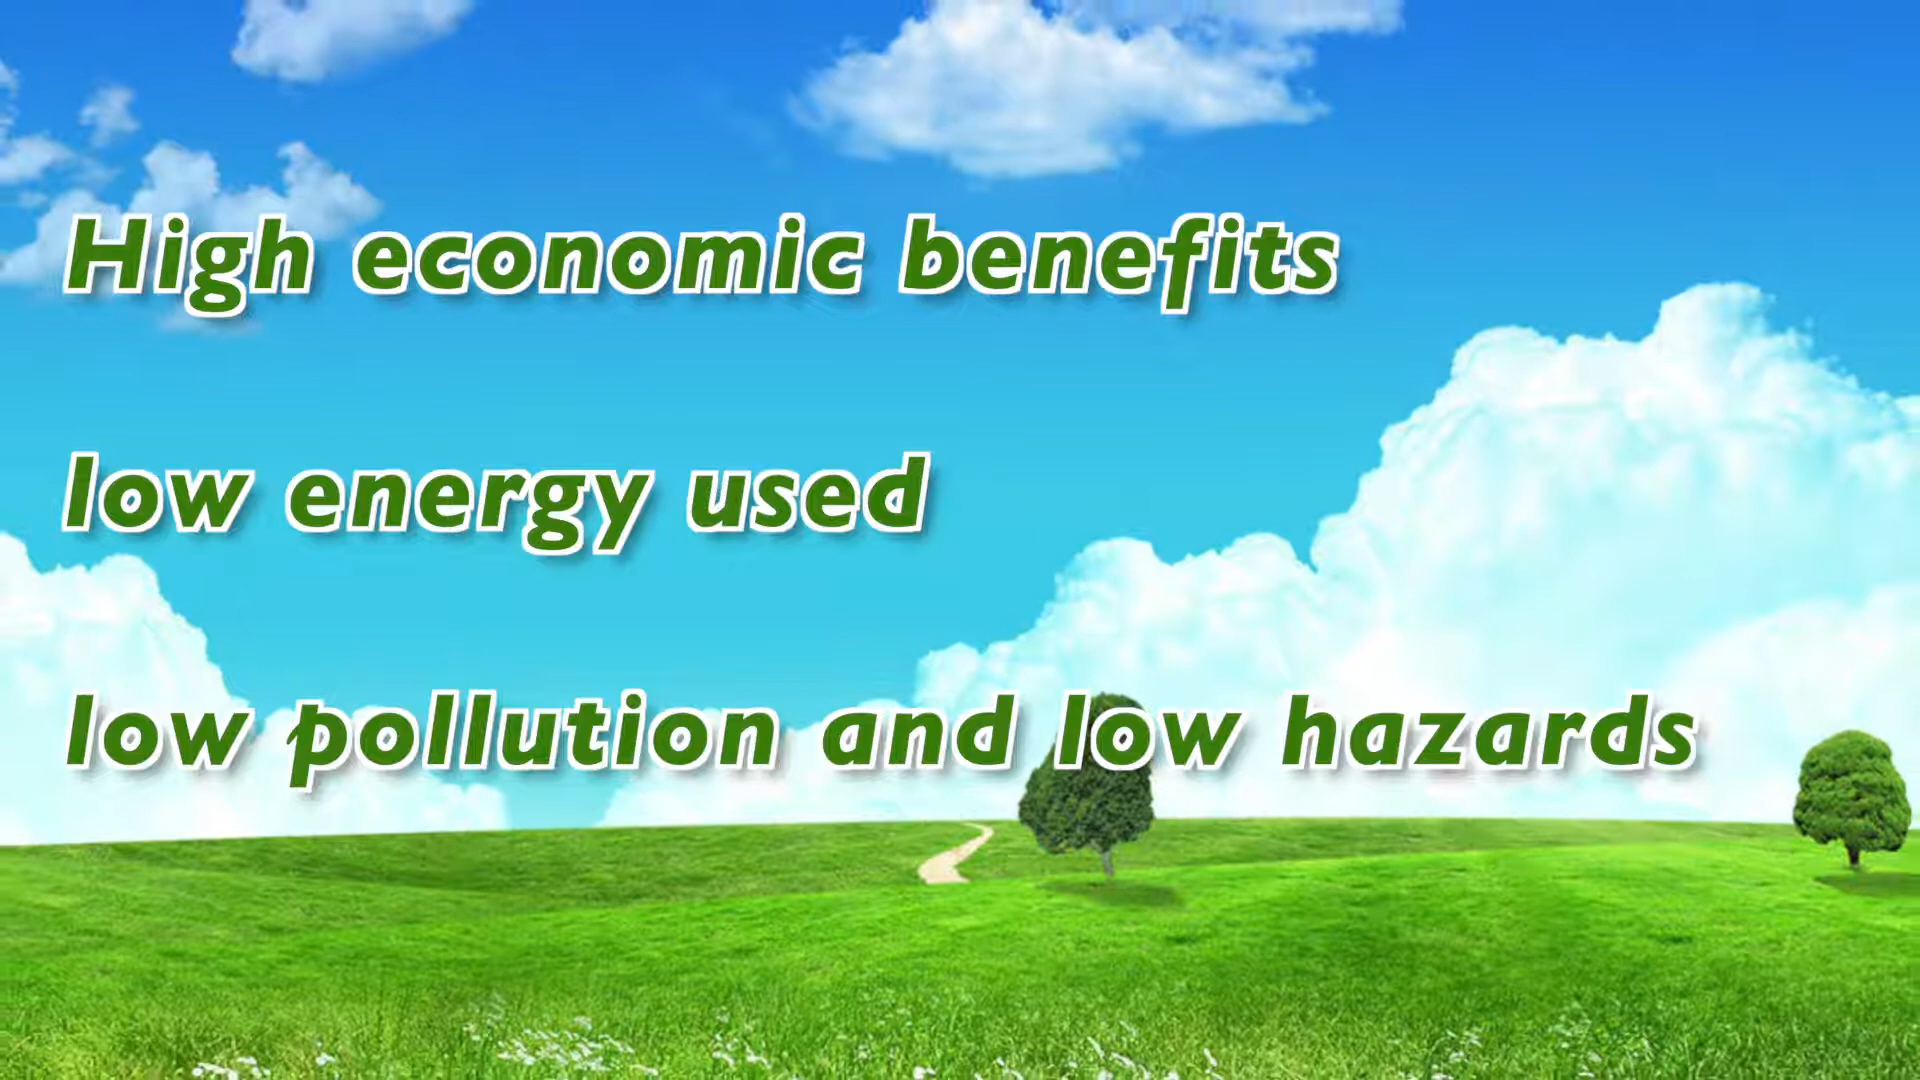 High economic benefits
low energy used
low pollution and low hazards